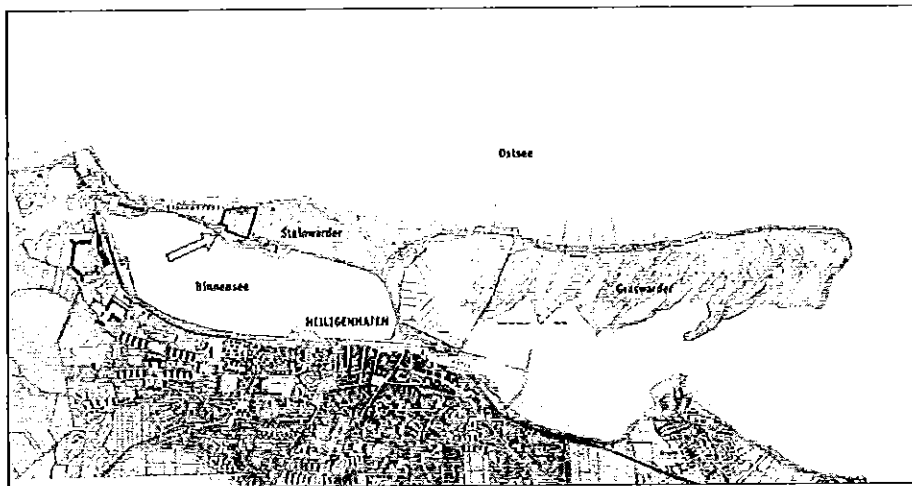 Ostsee
Steinwarder
Binnensee
Graswarder
HEILIGENHAFEN